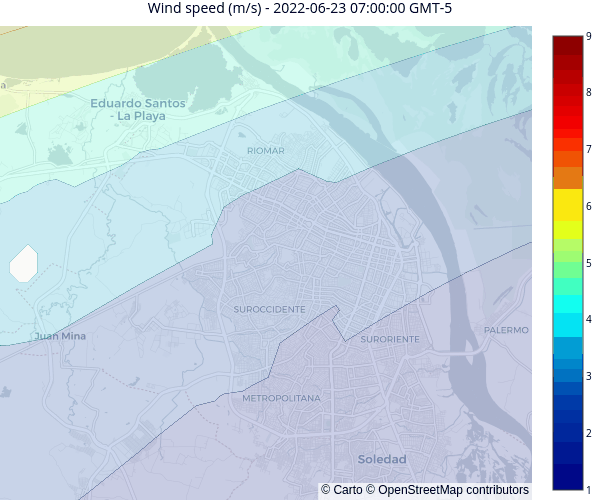 Wind speed (m/s) - 2022-06-23 07:00:00 GMT-5
a
Eduardo Santos
- La Playa
RIOMAR
SUROCCIDENTE
Juan Mina
SURORIENTE
PALERMO
METROPOLITANA
Soledad
© Carto © OpenStreetMap contributors
9
8
7
6
5
4
3
2
1